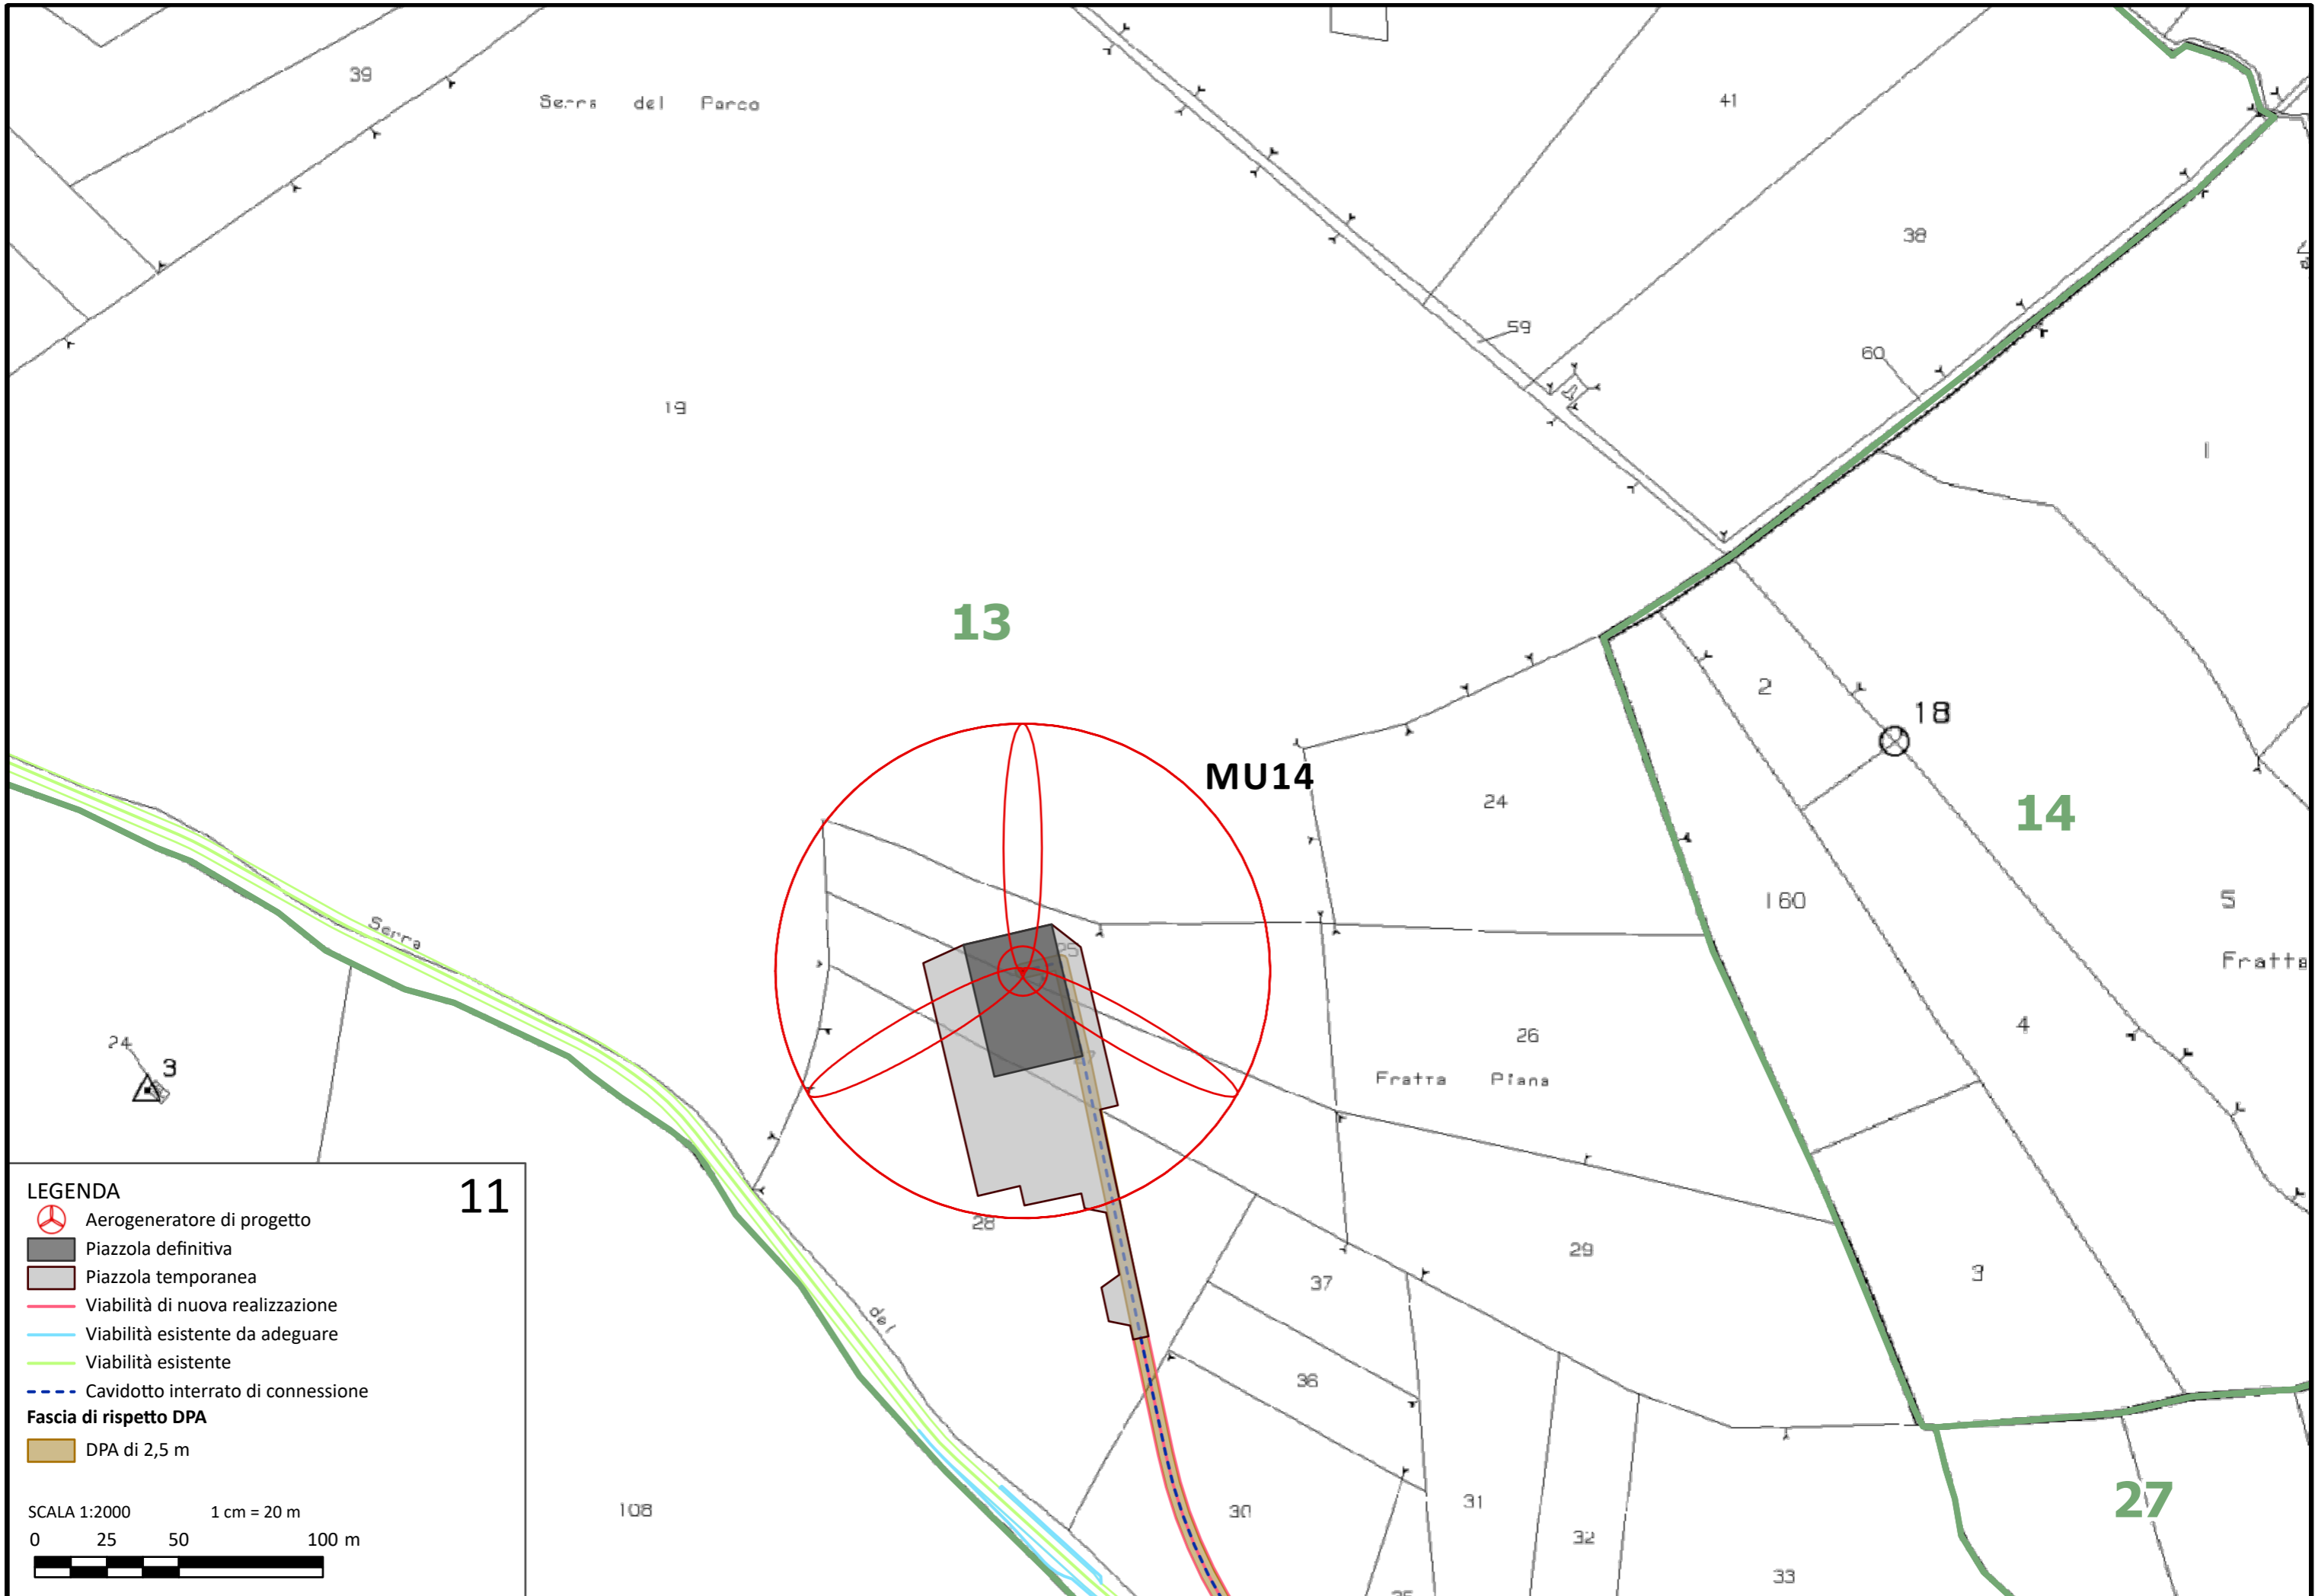 39
Serra del Parco
41
38
59
60
19
1
13
2
18
MU14
24
14
160
5
Serra
25
Fratta
26
4
24
3
Fratta Piana
28
29
3
37
del
36
108
30
31
32
33
27
LEGENDA
11
Aerogeneratore di progetto
Piazzola definitiva
Piazzola temporanea
Viabilità di nuova realizzazione
Viabilità esistente da adeguare
Viabilità esistente
Cavidotto interrato di connessione
Fascia di rispetto DPA
DPA di 2,5 m
SCALA 1:2000 1 cm = 20 m
0 25 50 100 m